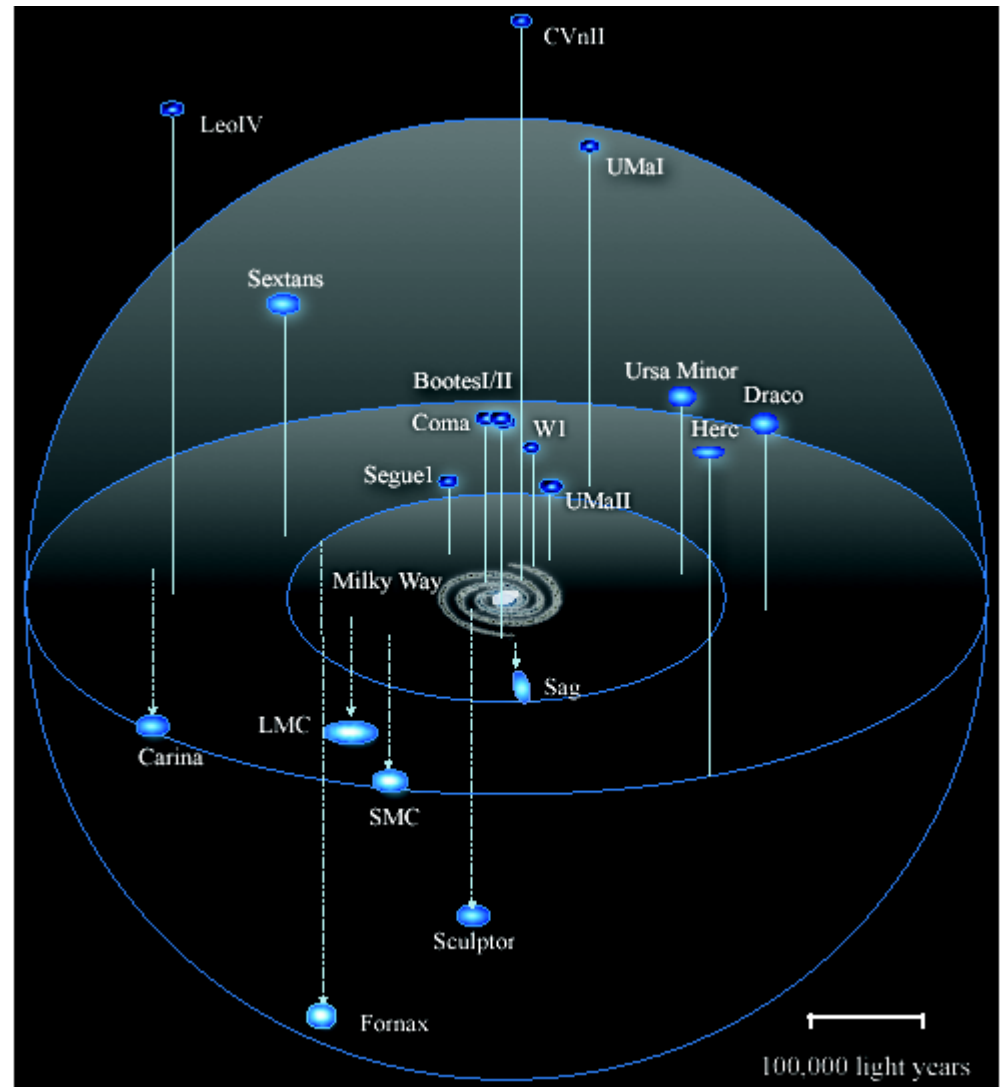 CVnII
LeoIV
UMaI
Sextans
Ursa Minor
BootesI/II
Draco
Coma
W1
Herc
Segue1
UMaII
Milky Way
Sag
LMC
Carina
SMC
Sculptor
Fornax
100,000 light years